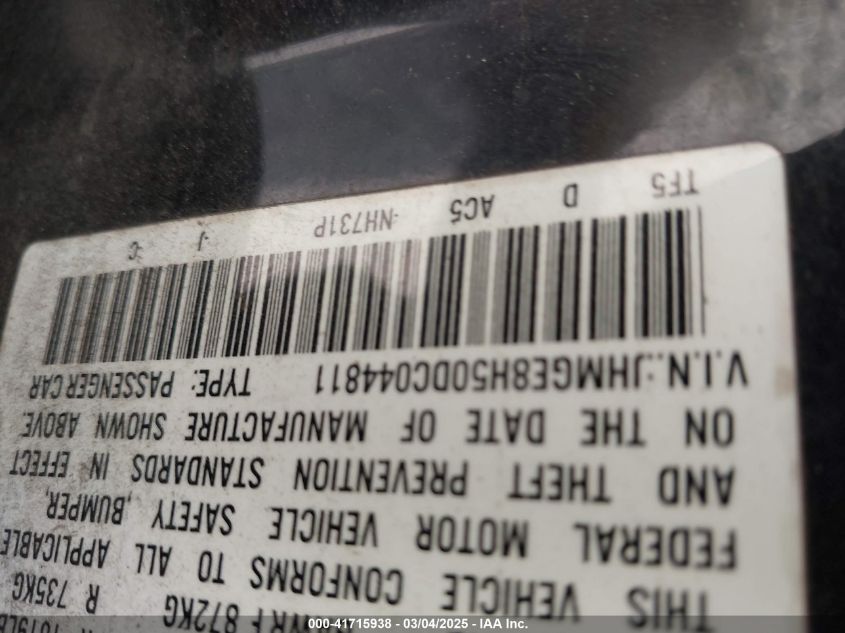 F 872KG R 735KG
THIS VEHICLE CONFORMS TO ALL APPLICABLE
FEDERAL MOTOR VEHICLE SAFETY, BUMPER,
AND THEFT PREVENTION STANDARDS IN EFFECT
ON THE DATE OF MANUFACTURE SHOWN ABOVE.
V.I.N.:JHMGE8H50DC044811 TYPE: PASSENGER CAR
TF5 D AC5 -NH731P -J -C
000-41715938 / 03/04/2025 - IAA Inc.